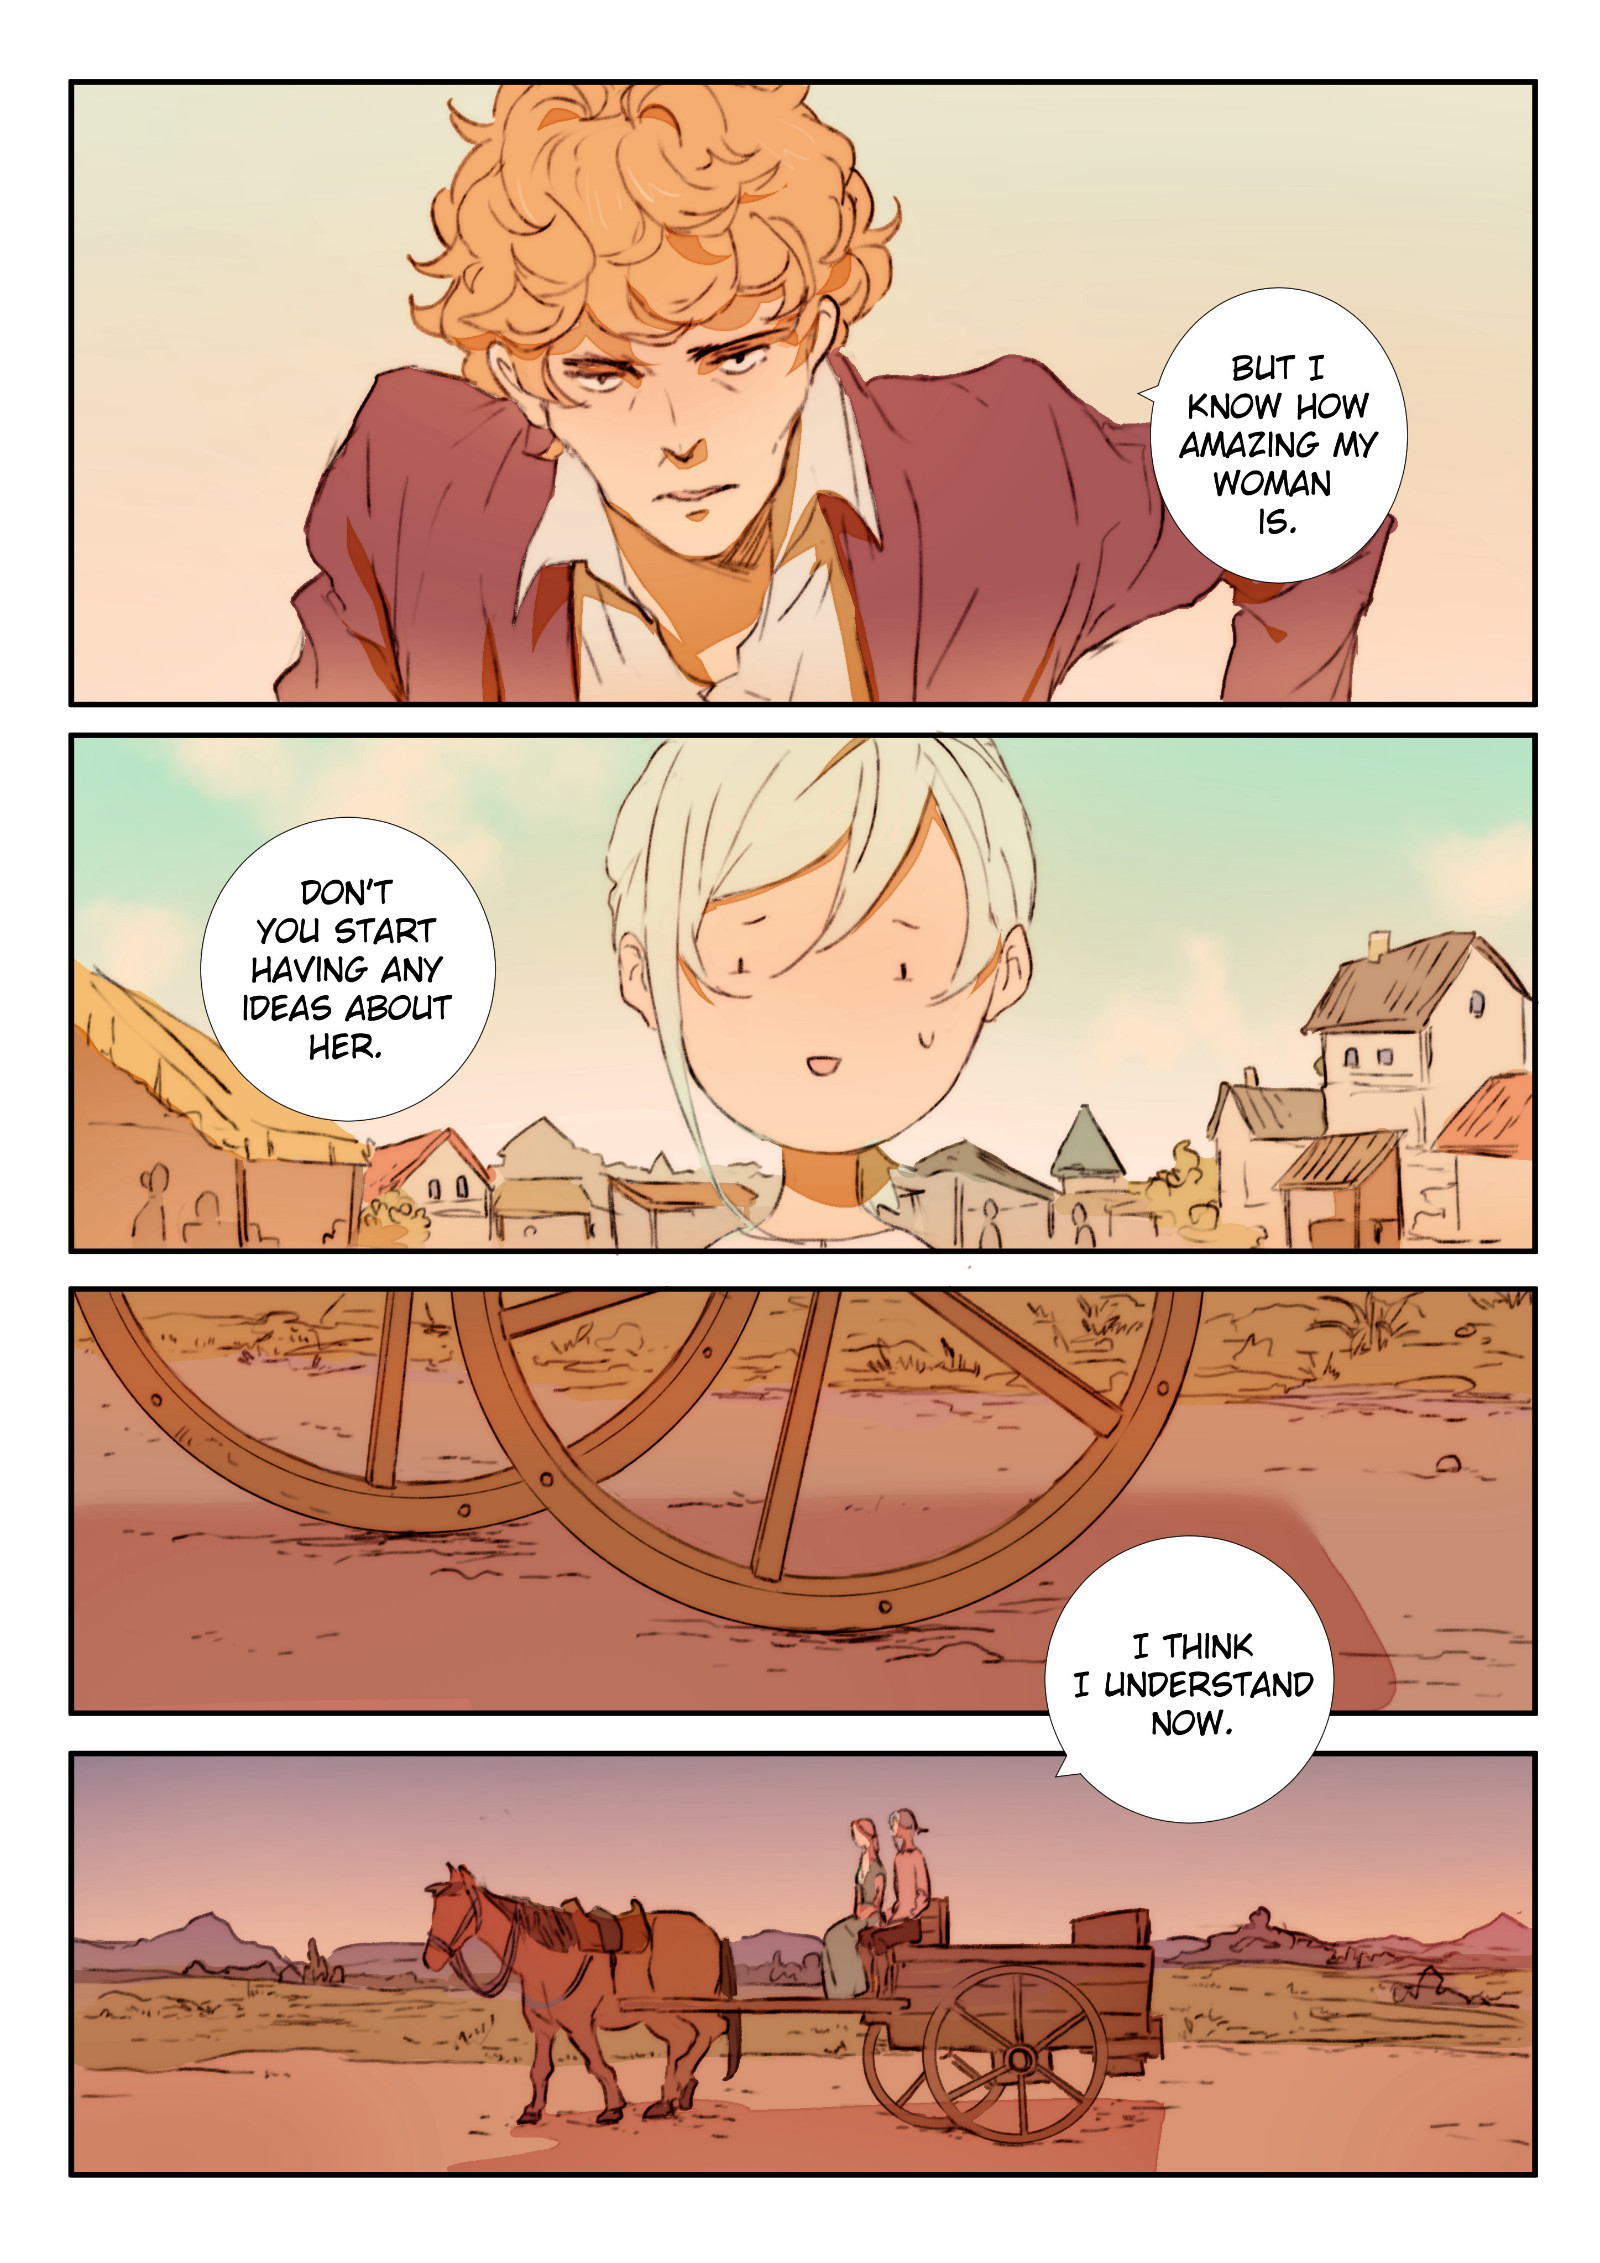 BUT I
KNOW HOW
AMAZING MY
WOMAN
IS.
DON'T
YOU START
HAVING ANY
IDEAS ABOUT
HER.
I THINK
I UNDERSTAND
NOW.